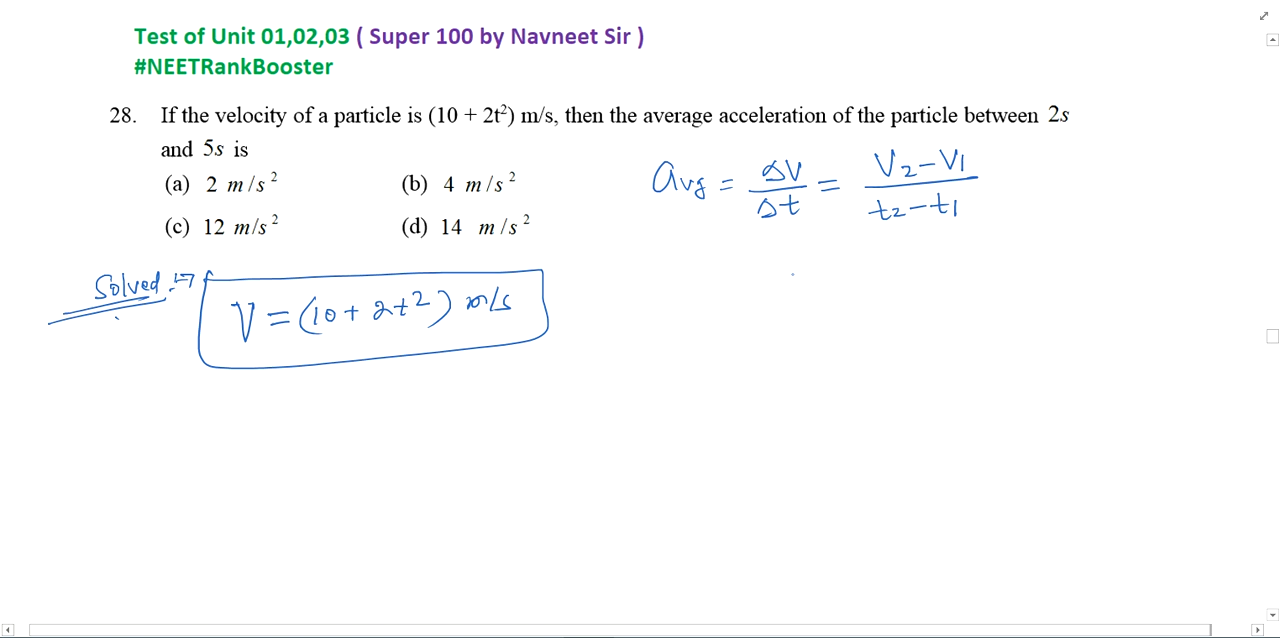 Test of Unit 01,02,03 ( Super 100 by Navneet Sir )
#NEETRankBooster
28. If the velocity of a particle is (10 + 2t²) m/s, then the average acceleration of the particle between 2s
and 5s is
(a) 2 m/s² (b) 4 m/s²
(c) 12 m/s² (d) 14 m/s²
avg = ΔV/Δt = V₂-V₁/t₂-t₁
Solved :-
V = (10 + 2t²) m/s